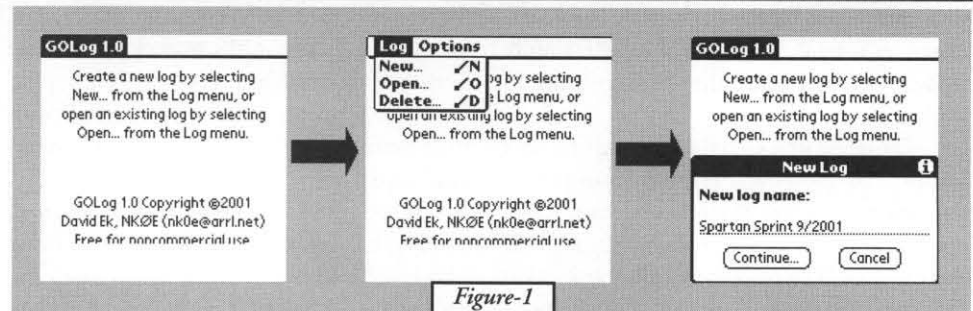 GOLog 1.0
Create a new log by selecting
New... from the Log menu, or
open an existing log by selecting
Open... from the Log menu.
GOLog 1.0 Copyright ©2001
David Ek, NKØE (nk0e@arrl.net)
Free for noncommercial use
Log Options
New... ⁄N
Open... ⁄O
Delete... ⁄D
og by selecting
e Log menu, or
open an existing log by selecting
Open... from the Log menu.
GOLog 1.0 Copyright ©2001
David Ek, NKØE (nk0e@arrl.net)
Free for noncommercial use
GOLog 1.0
Create a new log by selecting
New... from the Log menu, or
open an existing log by selecting
Open... from the Log menu.
New Log i
New log name:
Spartan Sprint 9/2001
Continue... Cancel
Figure-1